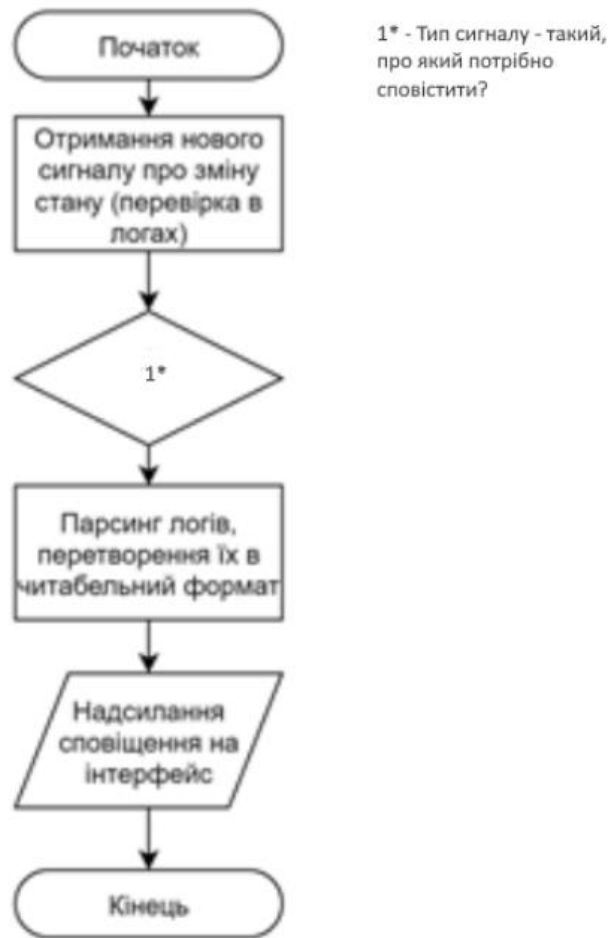 Початок
1* - Тип сигналу - такий,
про який потрібно
сповістити?
Отримання нового
сигналу про зміну
стану (перевірка в
логах)
1*
Парсинг логів,
перетворення їх в
читабельний формат
Надсилання
сповіщення на
інтерфейс
Кінець